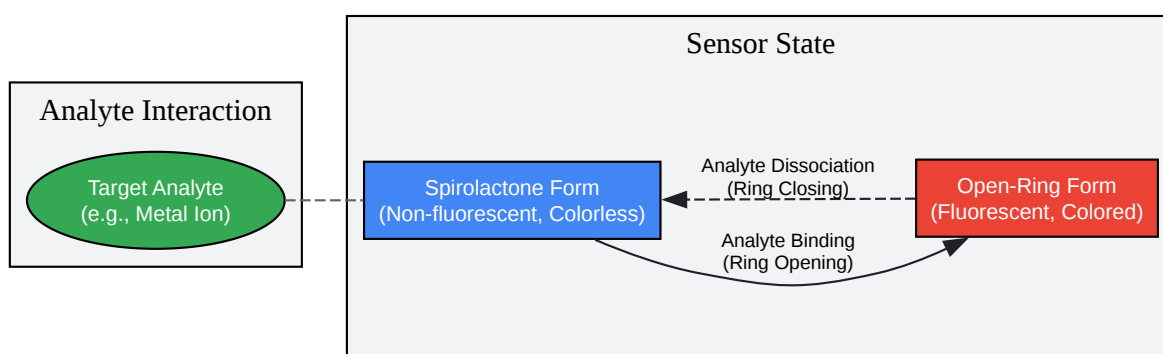 Sensor State
Analyte Interaction
Target Analyte
(e.g., Metal Ion)
Spirolactone Form
(Non-fluorescent, Colorless)
Analyte Dissociation
(Ring Closing)
Open-Ring Form
(Fluorescent, Colored)
Analyte Binding
(Ring Opening)